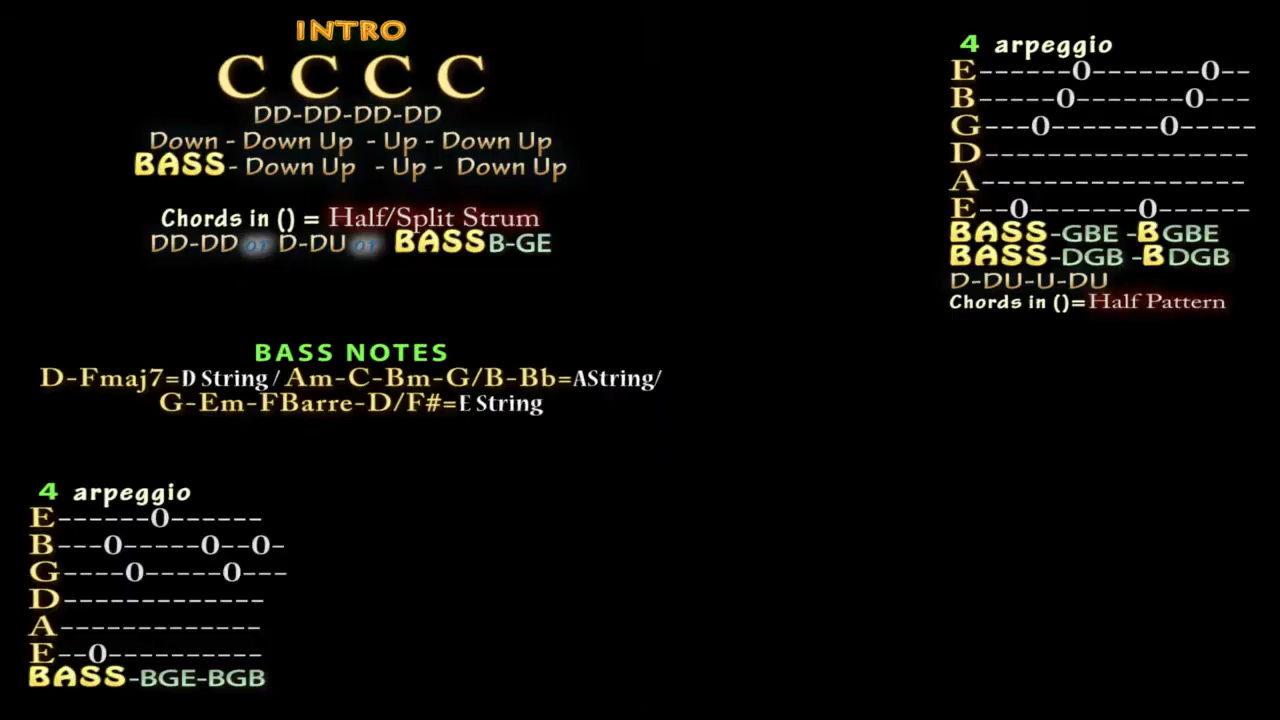 INTRO
C C C C
DD-DD-DD-DD
Down - Down Up - Up - Down Up
BASS- Down Up - Up - Down Up
Chords in () = Half/Split Strum
DD-DD or D-DU or BASSB-GE
BASS NOTES
D-Fmaj7=D String / Am-C-Bm-G/B-Bb=AString/
G-Em-FBarre-D/F#=E String
4 arpeggio
E------0------
B---0-----0--0-
G----0-----0---
D-------------
A-------------
E--0----------
BASS-BGE-BGB
4 arpeggio
E------0-------0--
B-----0-------0---
G---0-------0-----
D------------------
A------------------
E--0-------0------
BASS-GBE -BGBE
BASS-DGB -BDGB
D-DU-U-DU
Chords in ()=Half Pattern